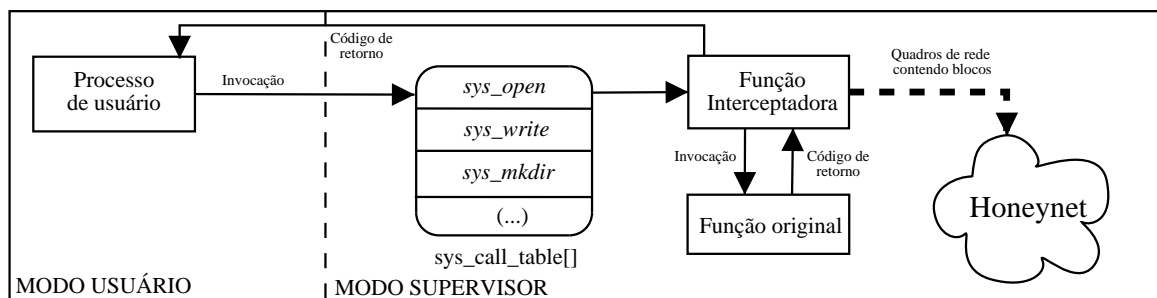 Código de
retorno
Processo
de usuário
Invocação
sys_open
sys_write
sys_mkdir
(...)
sys_call_table[]
Função
Interceptadora
Invocação
Código de
retorno
Função original
Quadros de rede
contendo blocos
Honeynet
MODO USUÁRIO
MODO SUPERVISOR